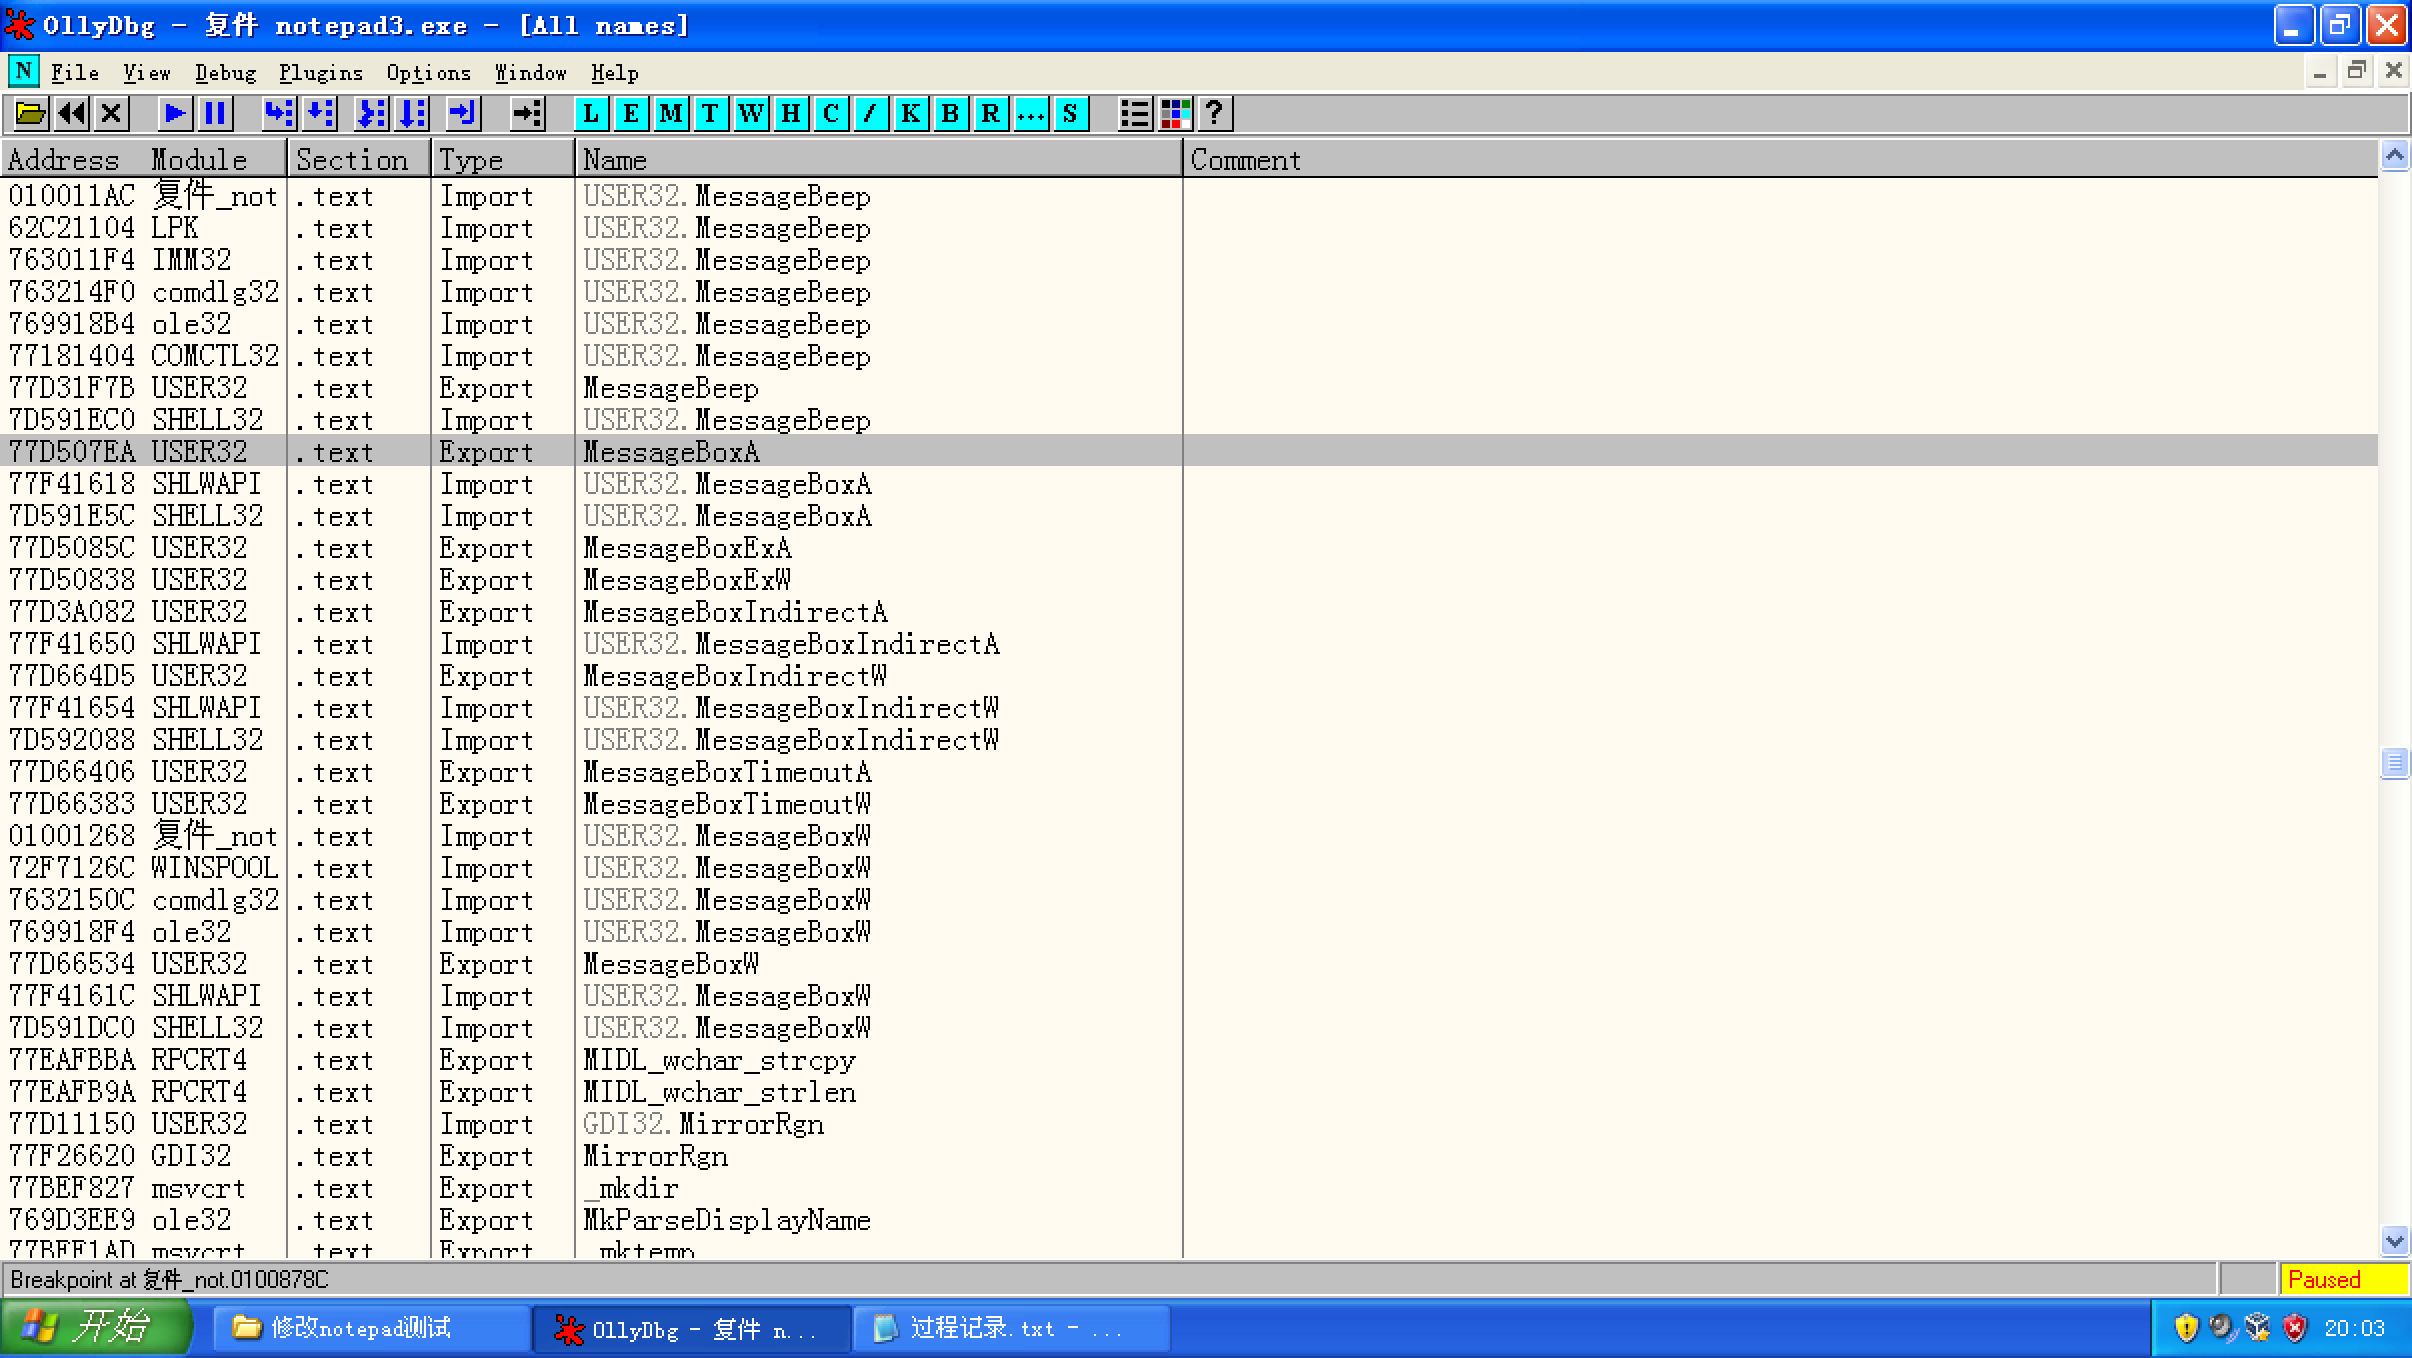 OllyDbg - 复件 notepad3.exe - [All names]
N File View Debug Plugins Options Window Help
L E M T W H C / K B R ... S ?
Address Module Section Type Name Comment
010011AC 复件_not .text Import USER32.MessageBeep
62C21104 LPK .text Import USER32.MessageBeep
763011F4 IMM32 .text Import USER32.MessageBeep
763214F0 comdlg32 .text Import USER32.MessageBeep
769918B4 ole32 .text Import USER32.MessageBeep
77181404 COMCTL32 .text Import USER32.MessageBeep
77D31F7B USER32 .text Export MessageBeep
7D591EC0 SHELL32 .text Import USER32.MessageBeep
77D507EA USER32 .text Export MessageBoxA
77F41618 SHLWAPI .text Import USER32.MessageBoxA
7D591E5C SHELL32 .text Import USER32.MessageBoxA
77D5085C USER32 .text Export MessageBoxExA
77D50838 USER32 .text Export MessageBoxExW
77D3A082 USER32 .text Export MessageBoxIndirectA
77F41650 SHLWAPI .text Import USER32.MessageBoxIndirectA
77D664D5 USER32 .text Export MessageBoxIndirectW
77F41654 SHLWAPI .text Import USER32.MessageBoxIndirectW
7D592088 SHELL32 .text Import USER32.MessageBoxIndirectW
77D66406 USER32 .text Export MessageBoxTimeoutA
77D66383 USER32 .text Export MessageBoxTimeoutW
01001268 复件_not .text Import USER32.MessageBoxW
72F7126C WINSPOOL .text Import USER32.MessageBoxW
7632150C comdlg32 .text Import USER32.MessageBoxW
769918F4 ole32 .text Import USER32.MessageBoxW
77D66534 USER32 .text Export MessageBoxW
77F4161C SHLWAPI .text Import USER32.MessageBoxW
7D591DC0 SHELL32 .text Import USER32.MessageBoxW
77EAFBBA RPCRT4 .text Export MIDL_wchar_strcpy
77EAFB9A RPCRT4 .text Export MIDL_wchar_strlen
77D11150 USER32 .text Import GDI32.MirrorRgn
77F26620 GDI32 .text Export MirrorRgn
77BEF827 msvcrt .text Export _mkdir
769D3EE9 ole32 .text Export MkParseDisplayName
77BEF1AD msvcrt .text Export _mktemp
Breakpoint at 复件_not.0100878C Paused
开始 修改notepad测试 OllyDbg - 复件 n... 过程记录.txt - ... 20:03